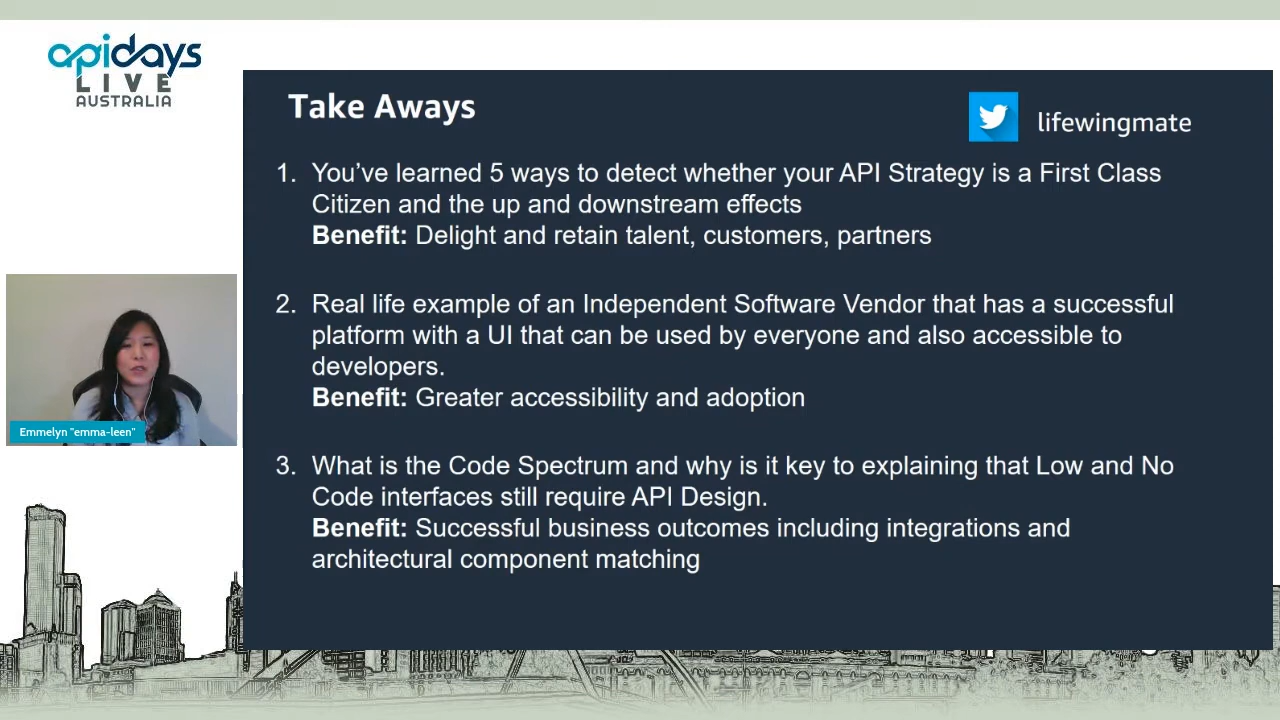 apidays
LIVE
AUSTRALIA
Take Aways
lifewingmate
1. You’ve learned 5 ways to detect whether your API Strategy is a First Class
Citizen and the up and downstream effects
Benefit: Delight and retain talent, customers, partners
2. Real life example of an Independent Software Vendor that has a successful
platform with a UI that can be used by everyone and also accessible to
developers.
Benefit: Greater accessibility and adoption
3. What is the Code Spectrum and why is it key to explaining that Low and No
Code interfaces still require API Design.
Benefit: Successful business outcomes including integrations and
architectural component matching
Emmelyn "emma-leen"